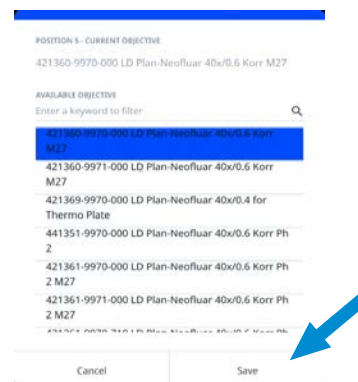 POSITION 5 - CURRENT OBJECTIVE
421360-9970-000 LD Plan-Neofluar 40x/0.6 Korr M27
AVAILABLE OBJECTIVE
Enter a keyword to filter
421360-9970-000 LD Plan-Neofluar 40x/0.6 Korr
M27
421360-9971-000 LD Plan-Neofluar 40x/0.6 Korr
M27
421369-9970-000 LD Plan-Neofluar 40x/0.4 for
Thermo Plate
441351-9970-000 LD Plan-Neofluar 40x/0.6 Korr Ph
2
421361-9970-000 LD Plan-Neofluar 40x/0.6 Korr Ph
2 M27
421361-9971-000 LD Plan-Neofluar 40x/0.6 Korr Ph
2 M27
Cancel Save